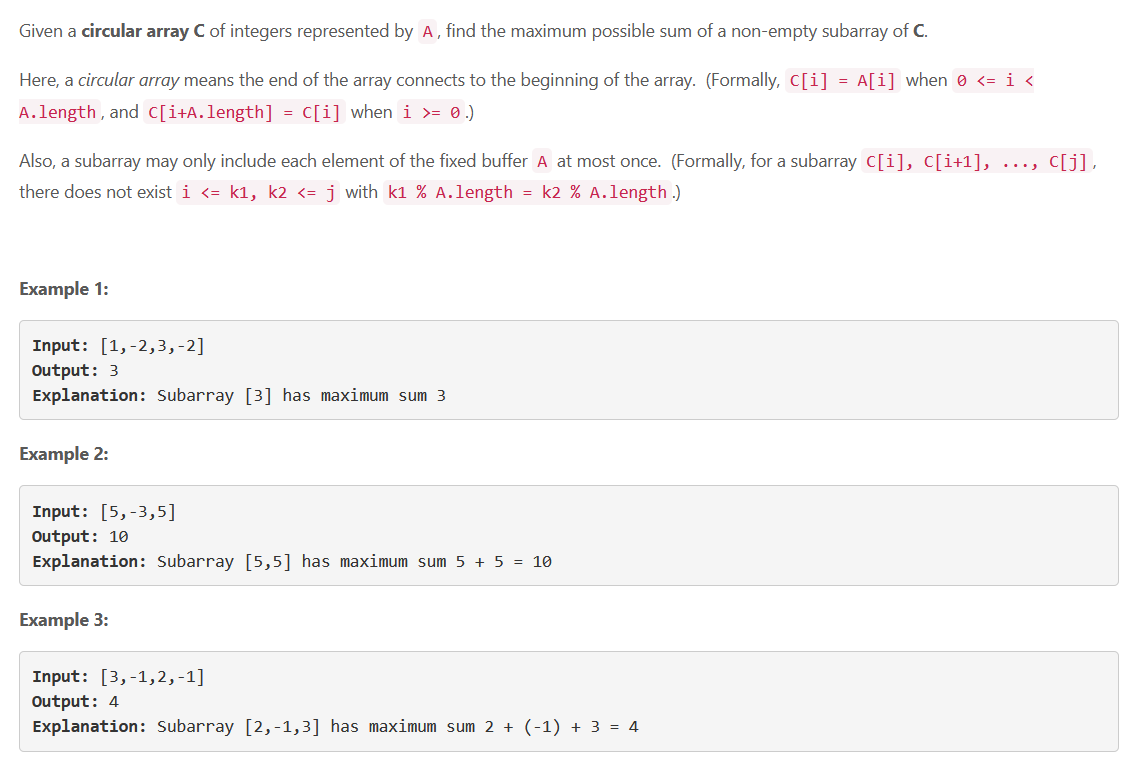 Given a circular array C of integers represented by A, find the maximum possible sum of a non-empty subarray of C.
Here, a circular array means the end of the array connects to the beginning of the array. (Formally, C[i] = A[i] when 0 <= i <
A.length, and C[i+A.length] = C[i] when i >= 0.)
Also, a subarray may only include each element of the fixed buffer A at most once. (Formally, for a subarray C[i], C[i+1], ..., C[j],
there does not exist i <= k1, k2 <= j with k1 % A.length = k2 % A.length.)
Example 1:
Input: [1,-2,3,-2]
Output: 3
Explanation: Subarray [3] has maximum sum 3
Example 2:
Input: [5,-3,5]
Output: 10
Explanation: Subarray [5,5] has maximum sum 5 + 5 = 10
Example 3:
Input: [3,-1,2,-1]
Output: 4
Explanation: Subarray [2,-1,3] has maximum sum 2 + (-1) + 3 = 4